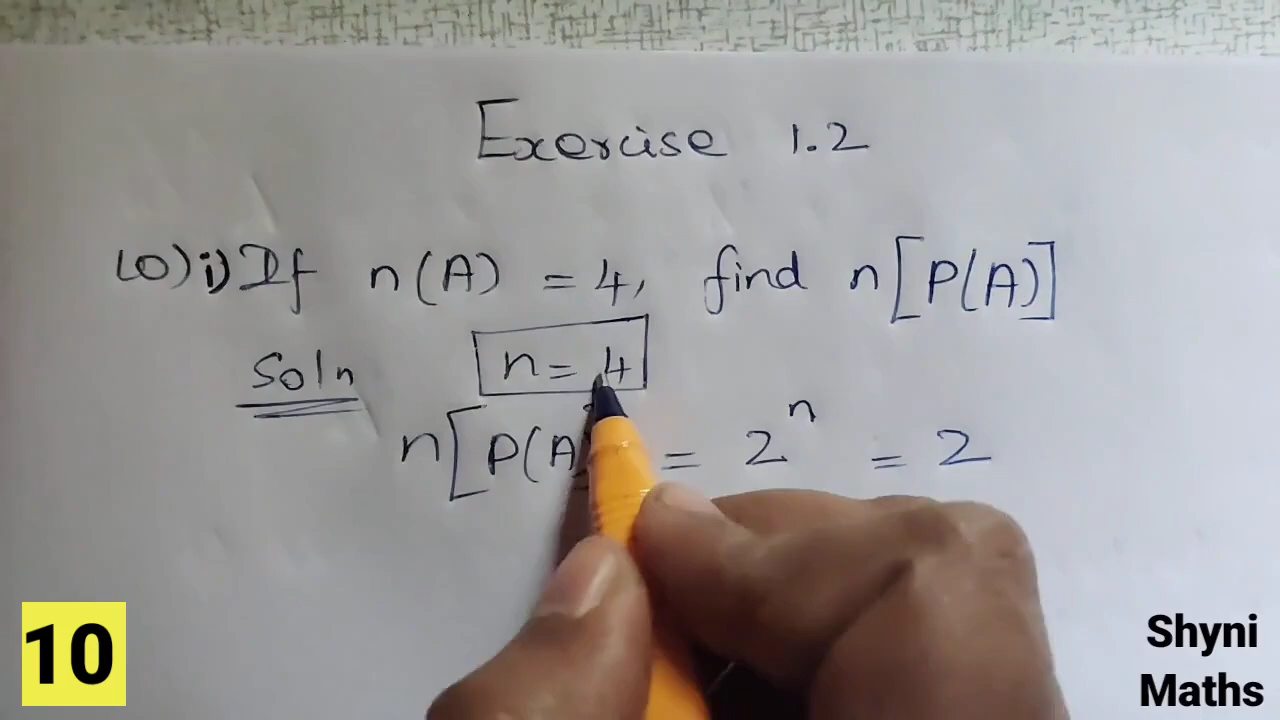 Exercise 1.2
10) i) If n(A) = 4, find n[P(A)]
Soln
n = 4
n[P(A = 2ⁿ = 2
10
Shyni
Maths